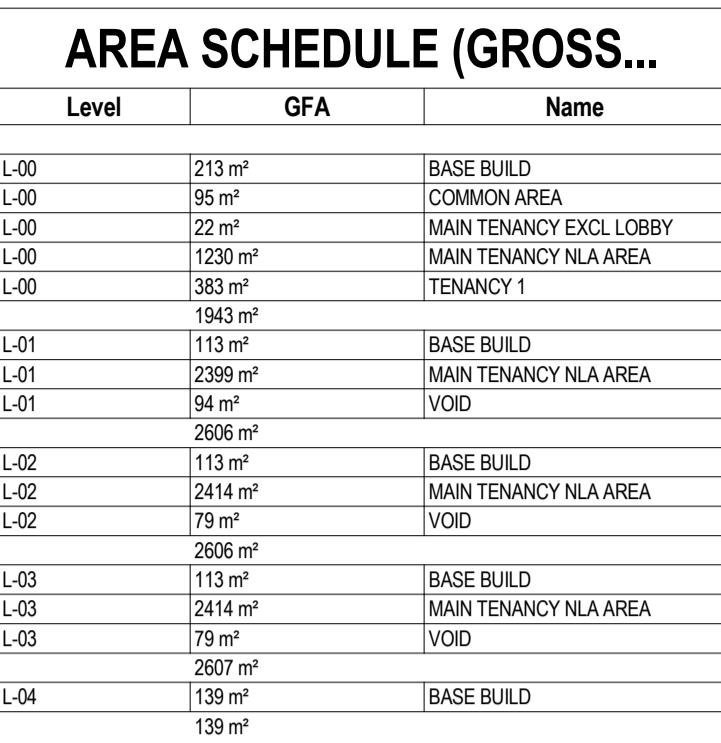 AREA SCHEDULE (GROSS...
Level GFA Name
L-00 213 m² BASE BUILD
L-00 95 m² COMMON AREA
L-00 22 m² MAIN TENANCY EXCL LOBBY
L-00 1230 m² MAIN TENANCY NLA AREA
L-00 383 m² TENANCY 1
1943 m²
L-01 113 m² BASE BUILD
L-01 2399 m² MAIN TENANCY NLA AREA
L-01 94 m² VOID
2606 m²
L-02 113 m² BASE BUILD
L-02 2414 m² MAIN TENANCY NLA AREA
L-02 79 m² VOID
2606 m²
L-03 113 m² BASE BUILD
L-03 2414 m² MAIN TENANCY NLA AREA
L-03 79 m² VOID
2607 m²
L-04 139 m² BASE BUILD
139 m²